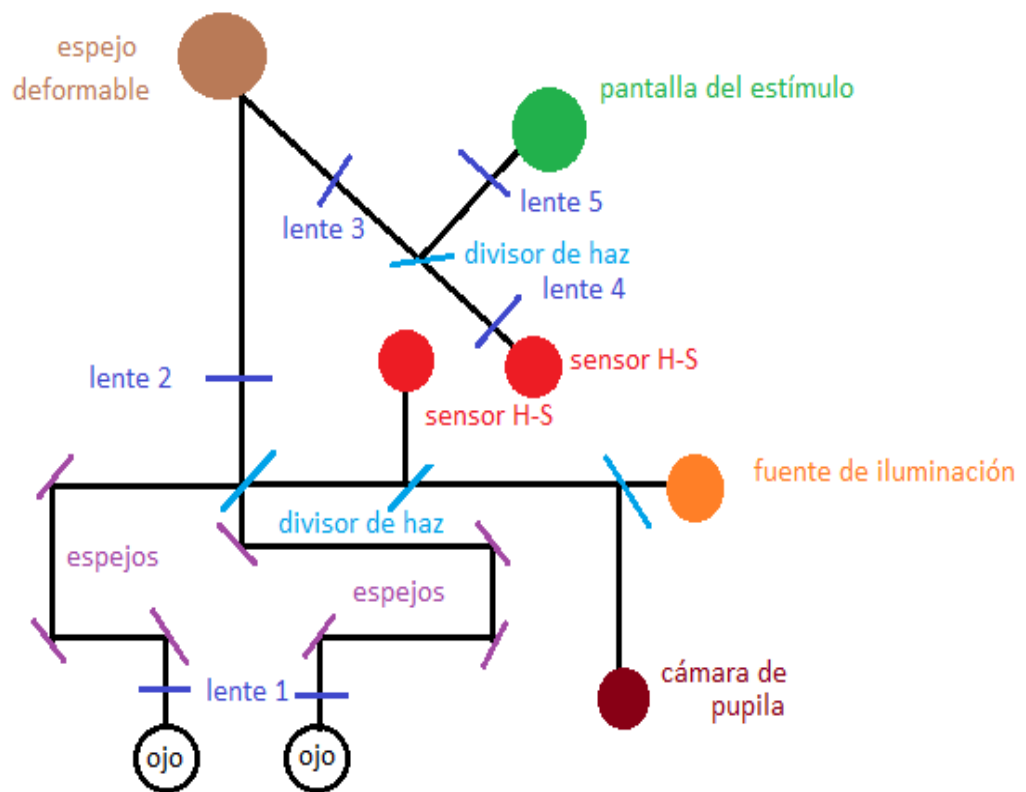 espejo
deformable
pantalla del estímulo
lente 5
lente 3
divisor de haz
lente 4
sensor H-S
lente 2
sensor H-S
fuente de iluminación
divisor de haz
espejos
espejos
cámara de
pupila
lente 1
ojo
ojo